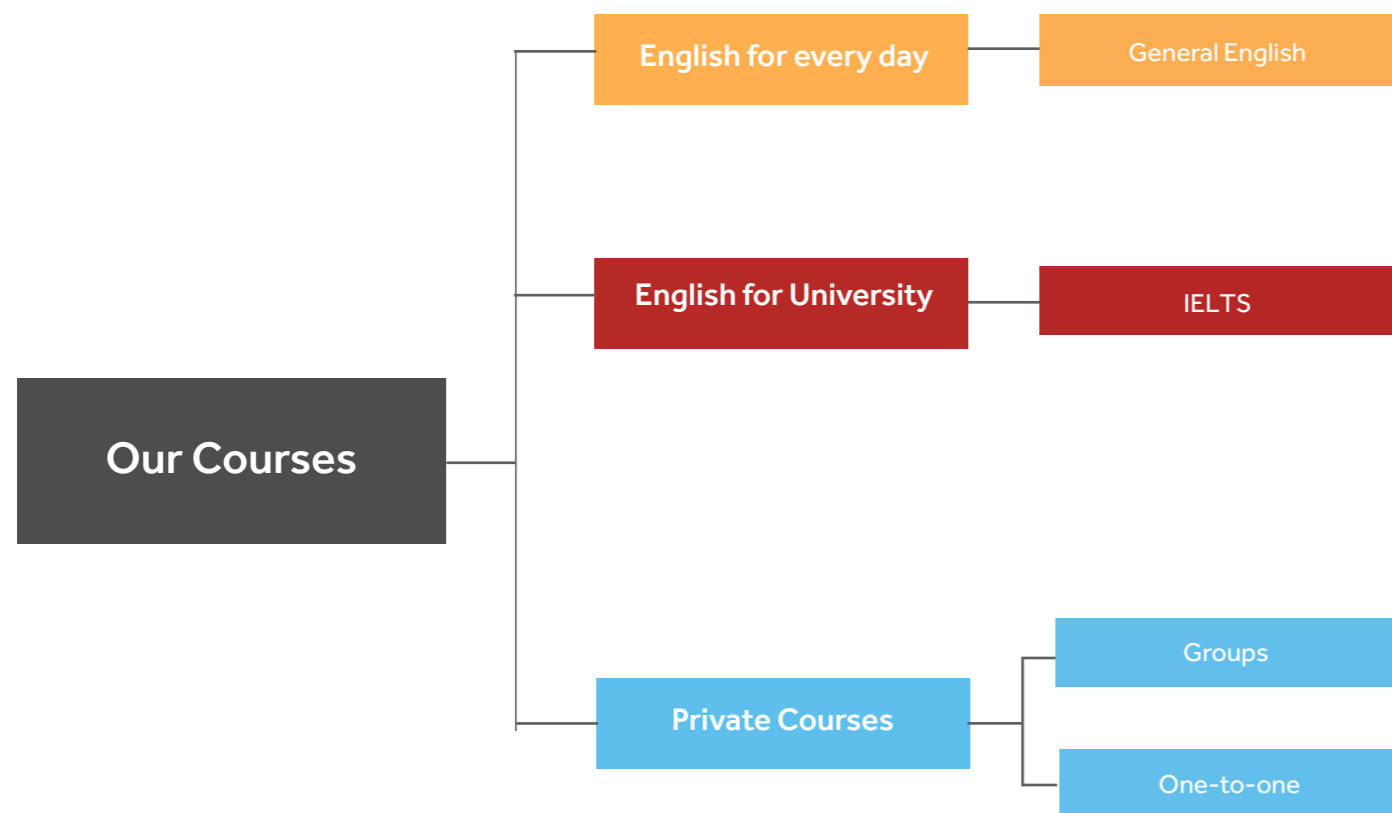 English for every day
General English
English for University
IELTS
Our Courses
Groups
Private Courses
One-to-one